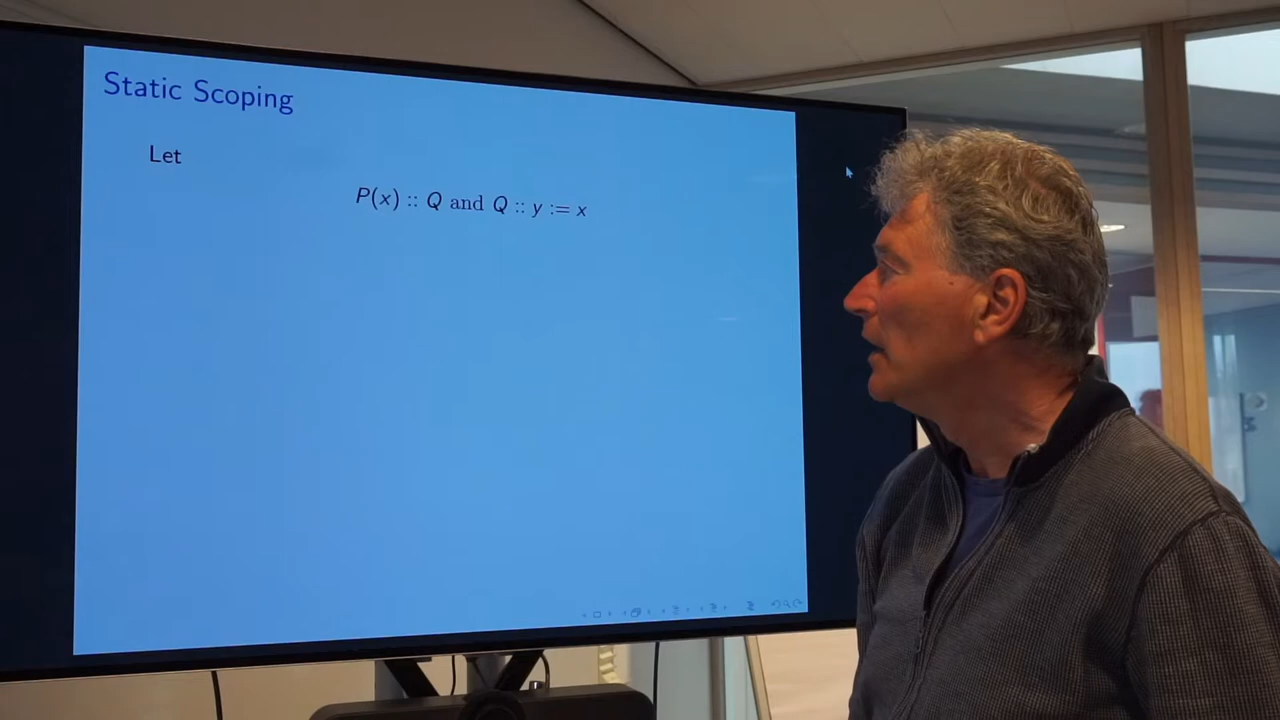 Static Scoping
Let
P(x) :: Q and Q :: y := x